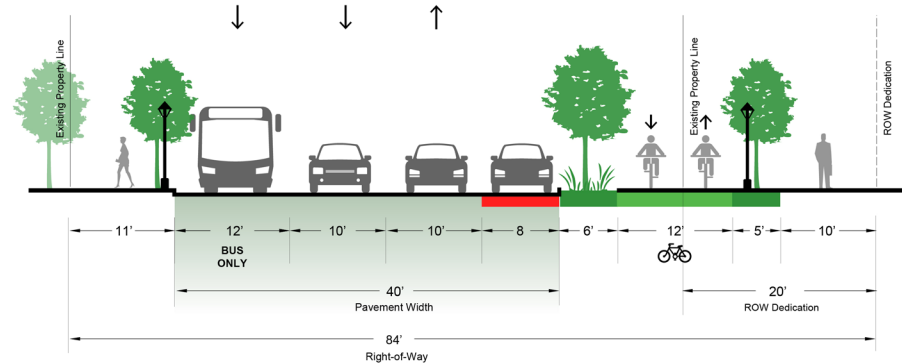 Existing Property Line
Existing Property Line
ROW Dedication
11’
12’
10’
10’
8
6’
12’
5’
10’
BUS
ONLY
40’
Pavement Width
20’
ROW Dedication
84’
Right-of-Way